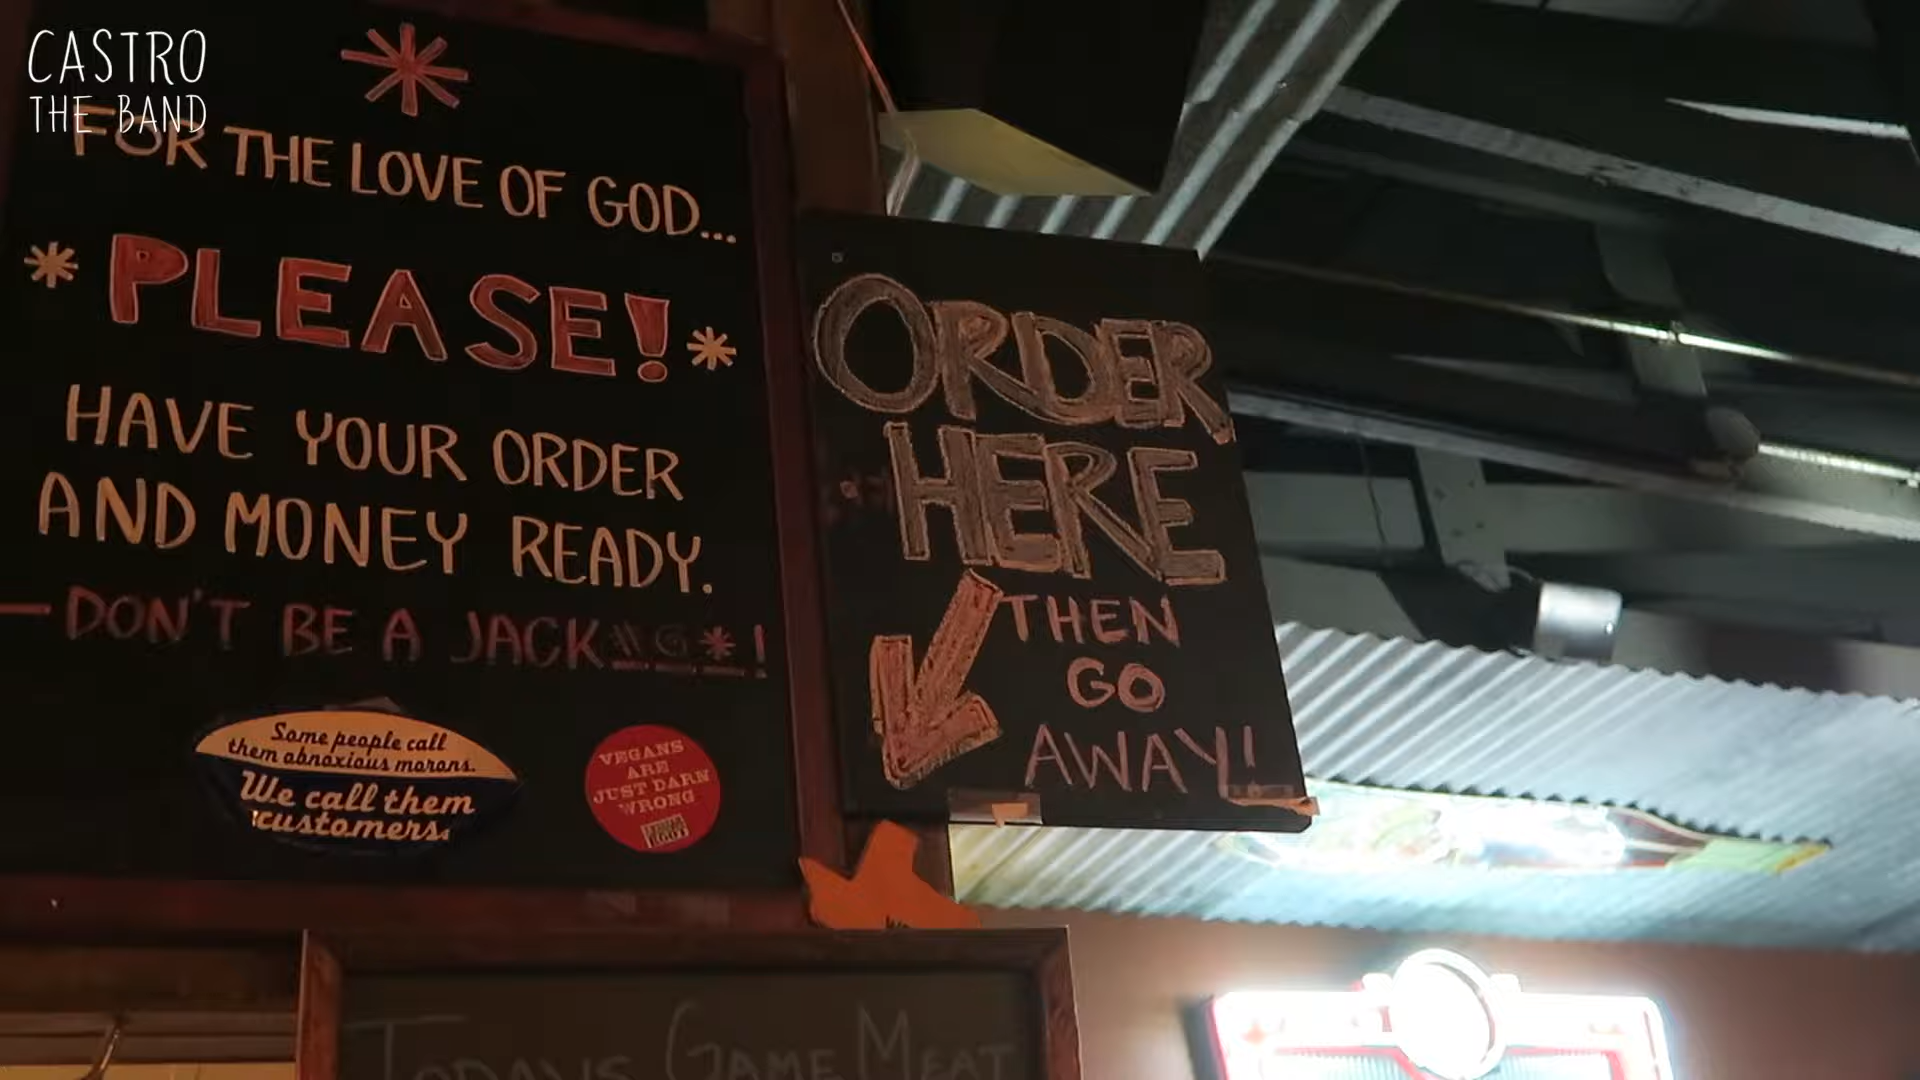 CASTRO
THE BAND
FOR THE LOVE OF GOD...
*PLEASE!*
HAVE YOUR ORDER
AND MONEY READY.
—DON'T BE A JACK#@*!
Some people call
them obnoxious morons.
We call them
customers.
VEGANS
ARE
JUST DARN
WRONG
ORDER
HERE
THEN
GO
AWAY!
TODAYS GAME MEAT